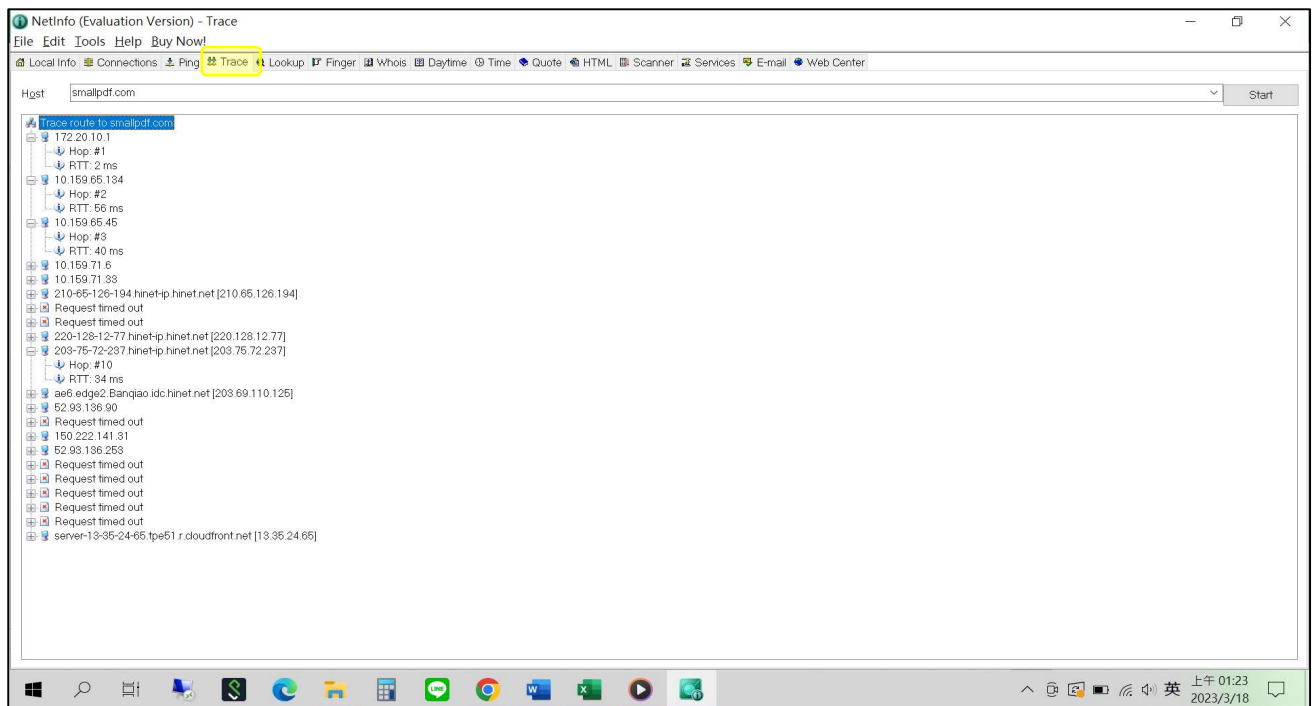 NetInfo (Evaluation Version) - Trace
File Edit Tools Help Buy Now!
Local Info Connections Ping Trace Lookup Finger Whois Daytime Time Quote HTML Scanner Services E-mail Web Center
Host smallpdf.com Start
Trace route to smallpdf.com
172.20.10.1
Hop: #1
RTT: 2 ms
10.159.65.134
Hop: #2
RTT: 56 ms
10.159.65.45
Hop: #3
RTT: 40 ms
10.159.71.6
10.159.71.33
210-65-126-194.hinet-ip.hinet.net [210.65.126.194]
Request timed out
Request timed out
220-128-12-77.hinet-ip.hinet.net [220.128.12.77]
203-75-72-237.hinet-ip.hinet.net [203.75.72.237]
Hop: #10
RTT: 34 ms
ae6.edge2.Banqiao.idc.hinet.net [203.69.110.125]
52.93.136.90
Request timed out
150.222.141.31
52.93.136.253
Request timed out
Request timed out
Request timed out
Request timed out
Request timed out
server-13-35-24-65.tpe51.r.cloudfront.net [13.35.24.65]
LINE
英
上午 01:23
2023/3/18